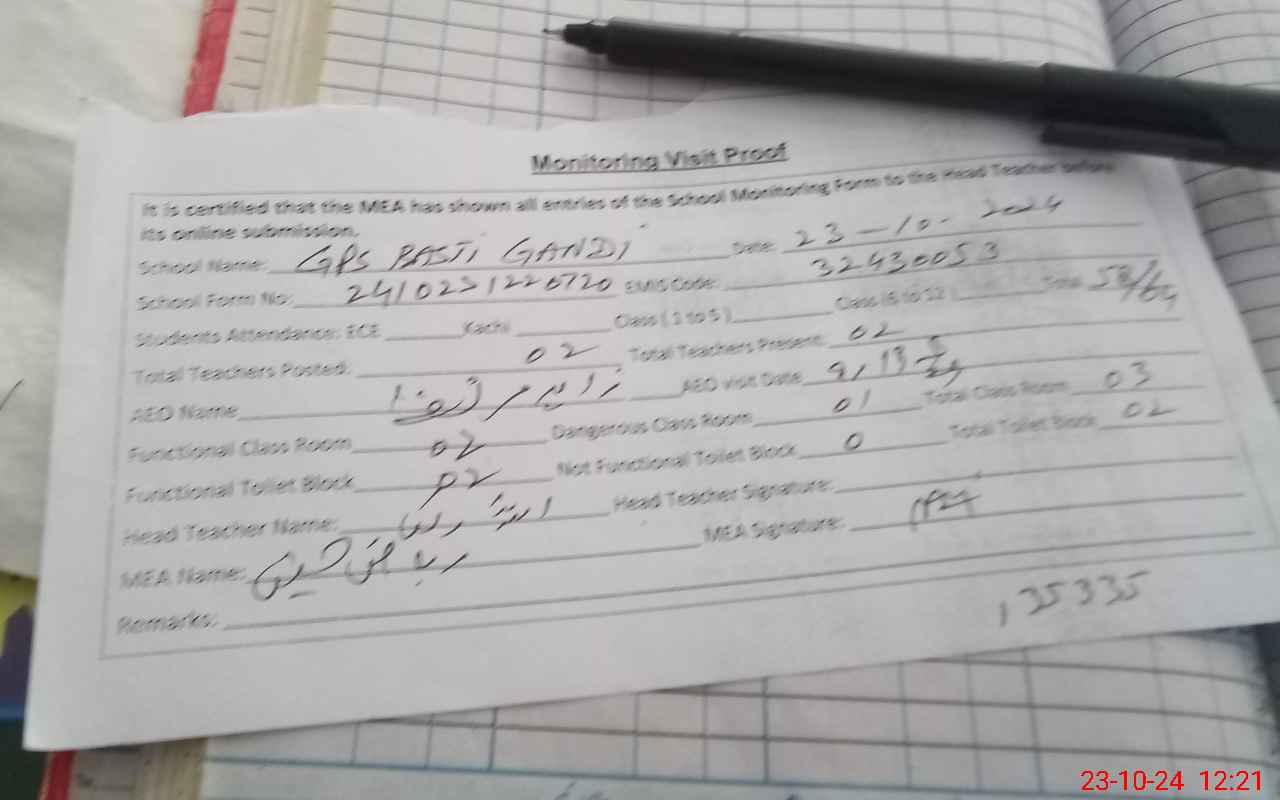 Monitoring Visit Proof
It is certified that the MEA has shown all entries of the School Monitoring Form to the Head Teacher before
its online submission.
School Name: GPS BASTI GANDI Date: 23-10-2024
School Form No: EMIS Code: 32430053
Students Attendance: ECE Kachi Class (1 to 5) Class (6 to 12) Total 58/64
Total Teachers Posted: 02 Total Teachers Present: 02
AEO Name AEO visit Date
Functional Class Room 02 Dangerous Class Room 01 Total Class Room 03
Functional Toilet Block 02 Not Functional Toilet Block 0 Total Toilet Block 02
Head Teacher Name: Head Teacher Signature:
MEA Name: ریاض حسین MEA Signature:
Remarks:
135335
23-10-24 12:21